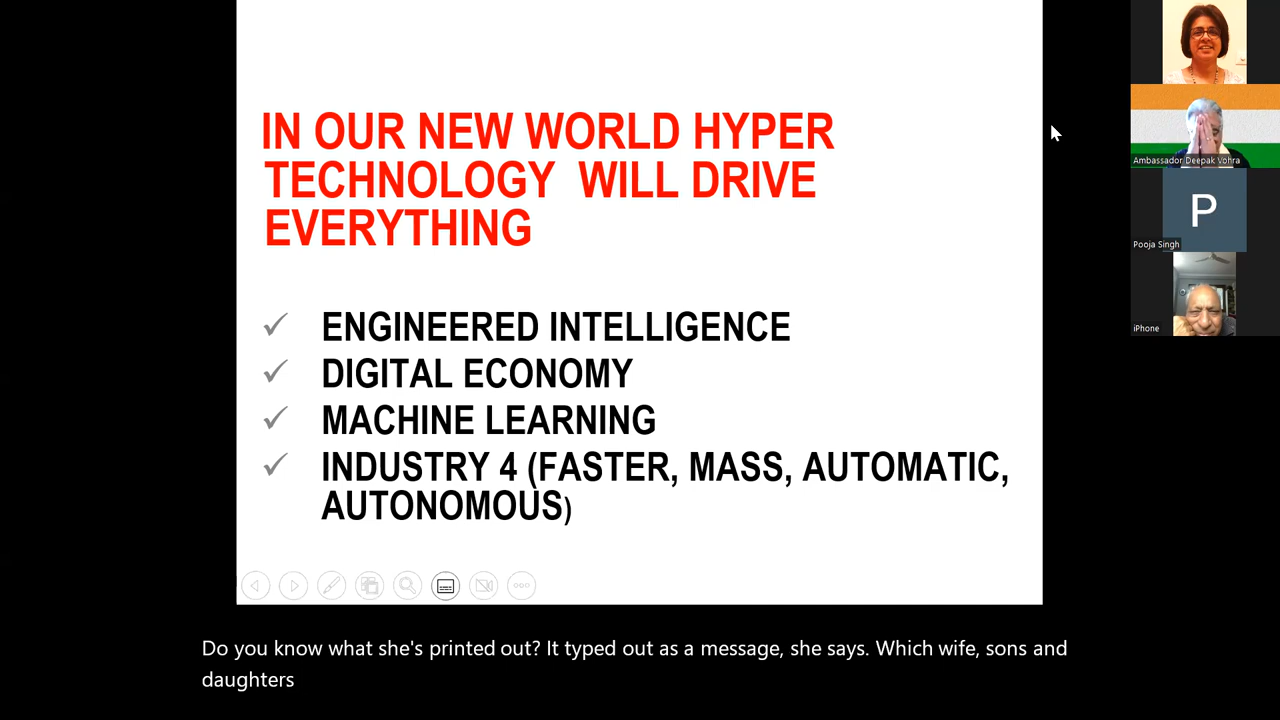 IN OUR NEW WORLD HYPER
TECHNOLOGY WILL DRIVE
EVERYTHING
✓ ENGINEERED INTELLIGENCE
✓ DIGITAL ECONOMY
✓ MACHINE LEARNING
✓ INDUSTRY 4 (FASTER, MASS, AUTOMATIC,
AUTONOMOUS)
Do you know what she's printed out? It typed out as a message, she says. Which wife, sons and
daughters
Ambassador Deepak Vohra
P
Pooja Singh
iPhone